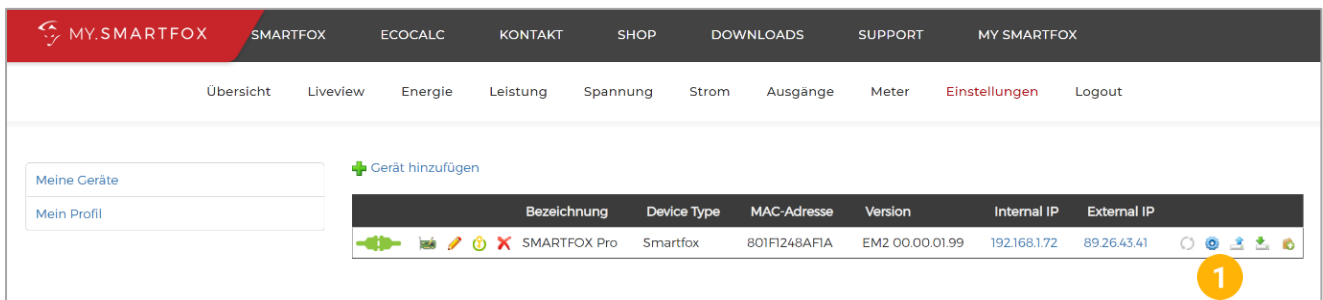 MY.SMARTFOX SMARTFOX ECOCALC KONTAKT SHOP DOWNLOADS SUPPORT MY SMARTFOX
Übersicht Liveview Energie Leistung Spannung Strom Ausgänge Meter Einstellungen Logout
Meine Geräte
Mein Profil
Gerät hinzufügen
Bezeichnung Device Type MAC-Adresse Version Internal IP External IP
SMARTFOX Pro Smartfox 801F1248AF1A EM2 00.00.01.99 192.168.1.72 89.26.43.41
1